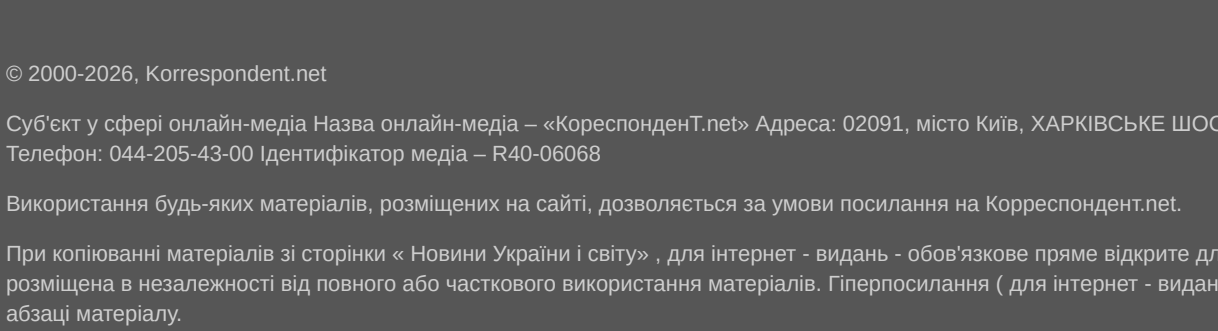 © 2000-2026, Korrespondent.net
Суб'єкт у сфері онлайн-медіа Назва онлайн-медіа – «КореспонденТ.net» Адреса: 02091, місто Київ, ХАРКІВСЬКЕ
Телефон: 044-205-43-00 Ідентифікатор медіа – R40-06068
Використання будь-яких матеріалів, розміщених на сайті, дозволяється за умови посилання на Корреспондент.net.
При копіюванні матеріалів зі сторінки « Новини України і світу» , для інтернет - видань - обов'язкове пряме відкрите
розміщена в незалежності від повного або часткового використання матеріалів. Гіперпосилання ( для інтернет -
абзаці матеріалу.